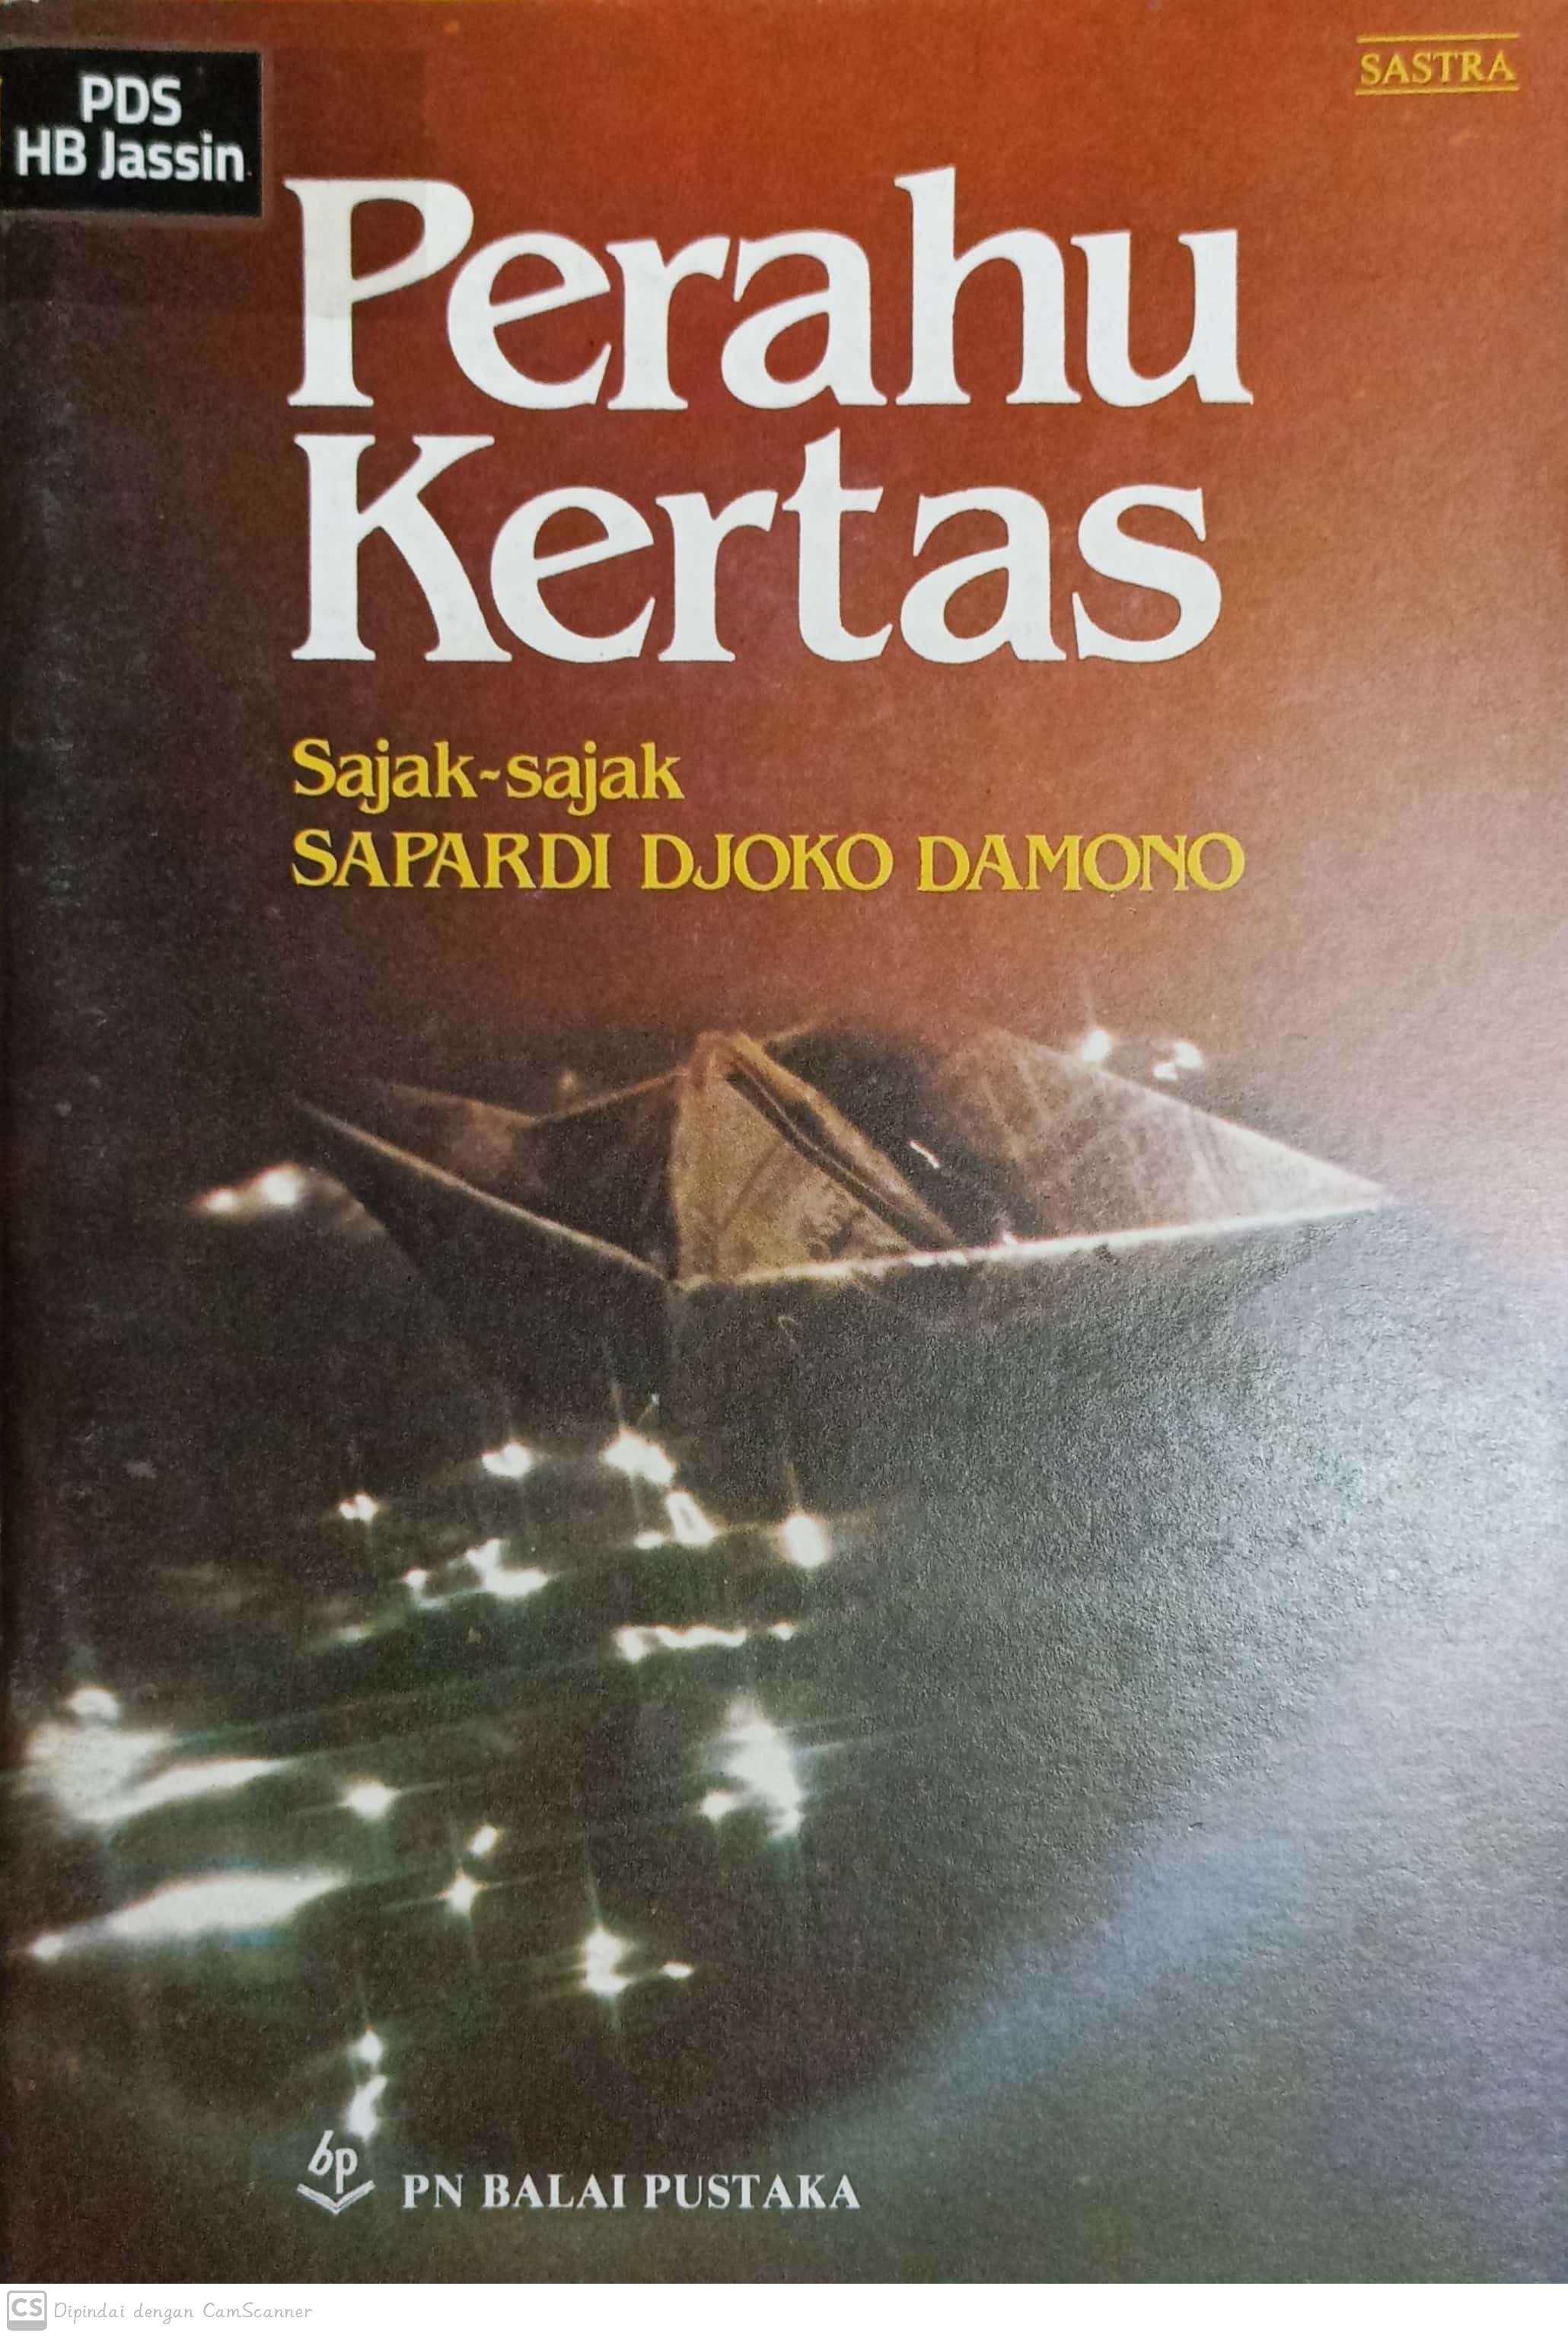 SASTRA
PDS
HB Jassin
Perahu
Kertas
Sajak-sajak
SAPARDI DJOKO DAMONO
bp
PN BALAI PUSTAKA
CS
Dipindai dengan CamScanner